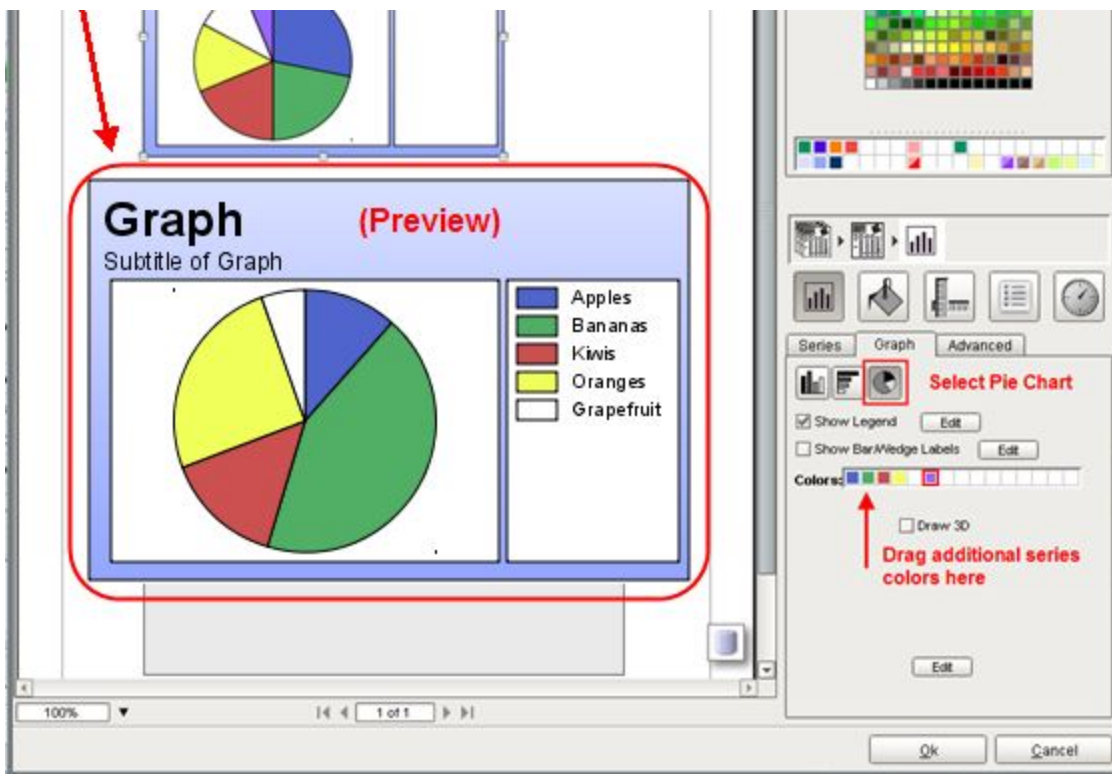 Graph
(Preview)
Subtitle of Graph
Apples
Bananas
Kiwis
Oranges
Grapefruit
Series
Graph
Advanced
Select Pie Chart
Show Legend
Edit
Show Bar/Wedge Labels
Edit
Colors:
Draw 3D
Drag additional series
colors here
Edit
100%
1 of 1
Ok
Cancel